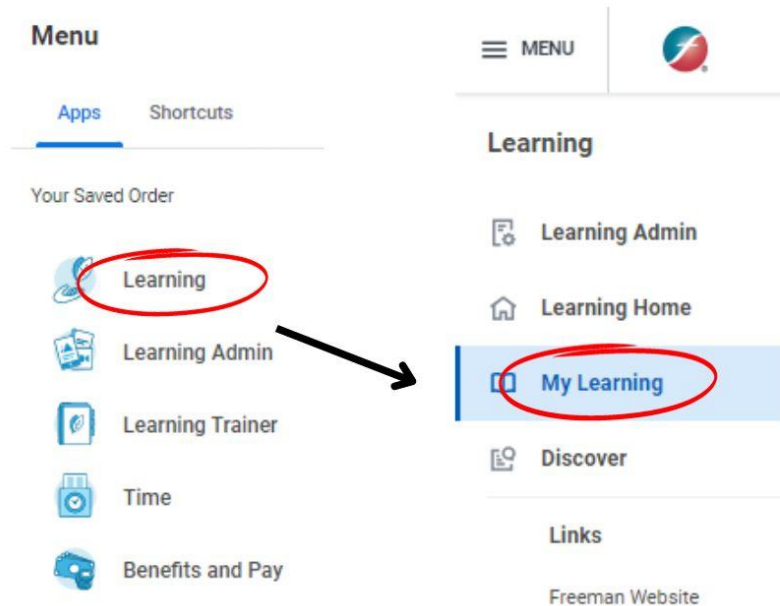 Menu
Apps Shortcuts
Your Saved Order
Learning
Learning Admin
Learning Trainer
Time
Benefits and Pay
MENU
Learning
Learning Admin
Learning Home
My Learning
Discover
Links
Freeman Website